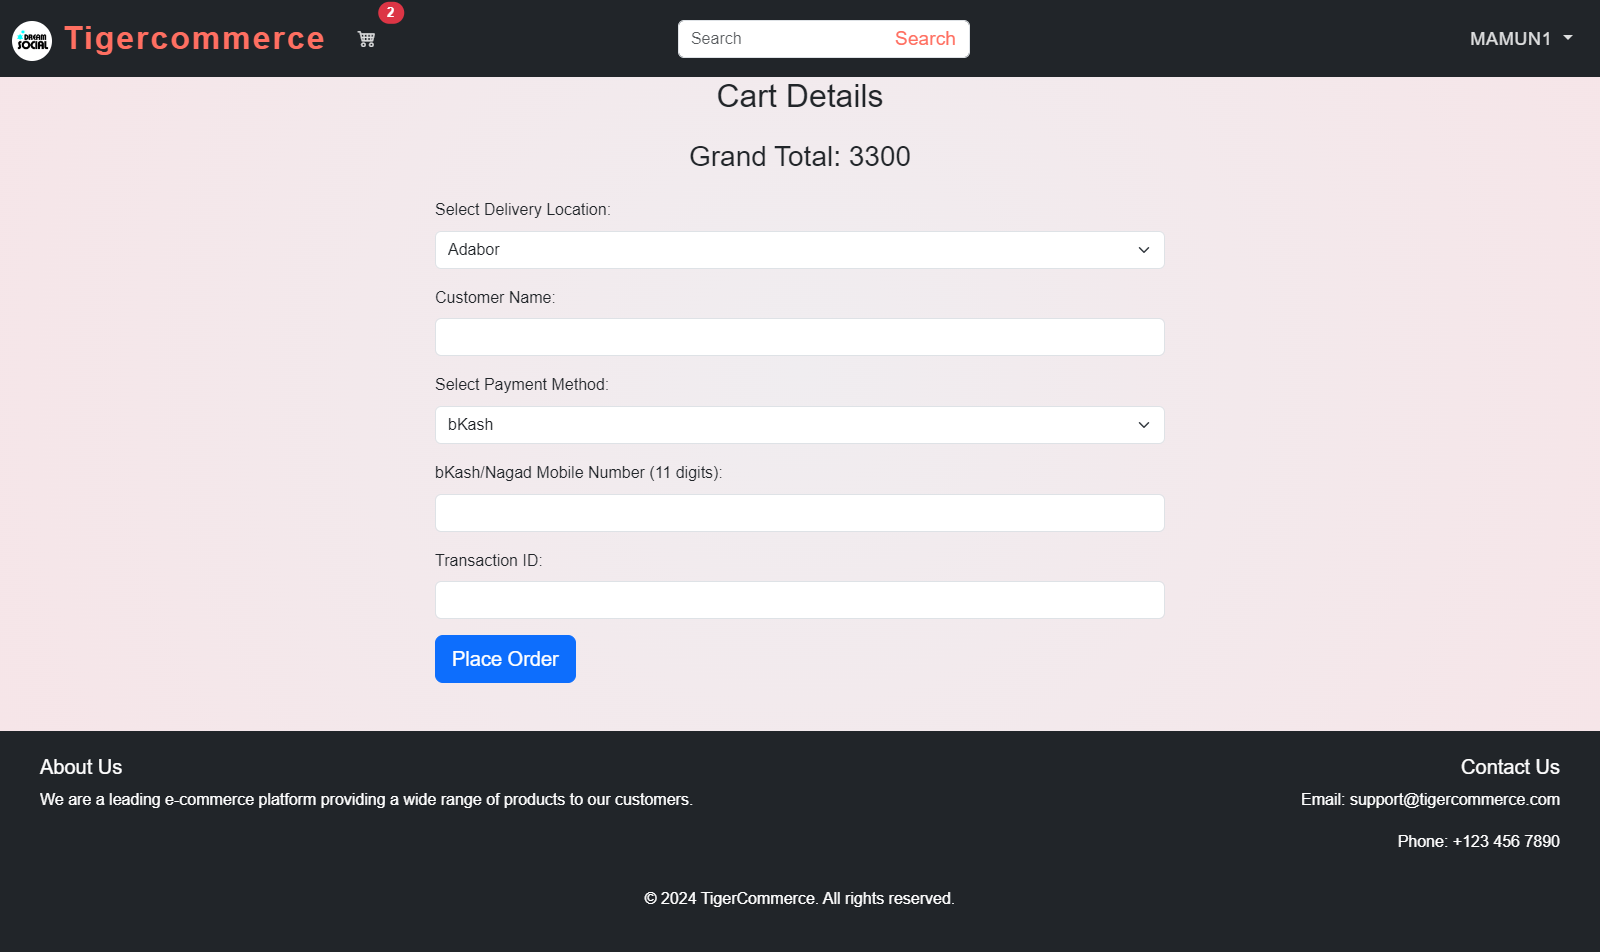 DREAM
SOCIAL
Tigercommerce
2
Search
Search
MAMUN1
Cart Details
Grand Total: 3300
Select Delivery Location:
Adabor
Customer Name:
Select Payment Method:
bKash
bKash/Nagad Mobile Number (11 digits):
Transaction ID:
Place Order
About Us
We are a leading e-commerce platform providing a wide range of products to our customers.
Contact Us
Email: support@tigercommerce.com
Phone: +123 456 7890
© 2024 TigerCommerce. All rights reserved.